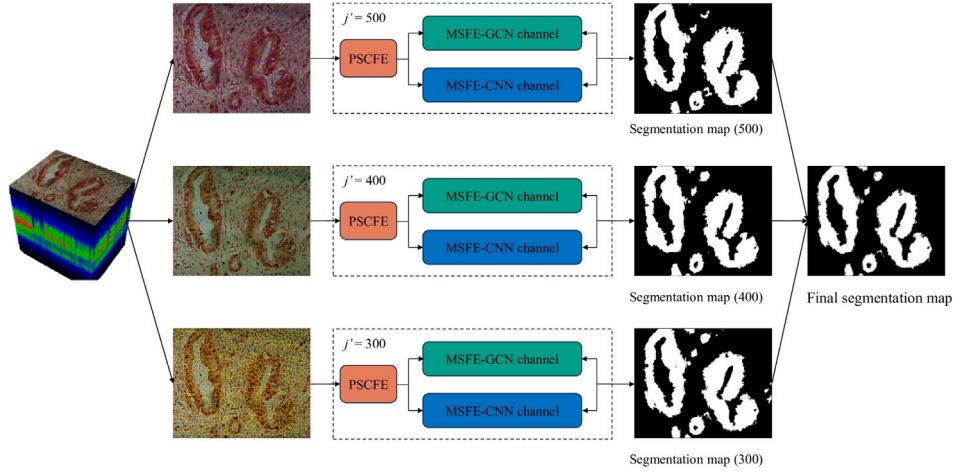 j' = 500
PSCFE
MSFE-GCN channel
MSFE-CNN channel
Segmentation map (500)
j' = 400
PSCFE
MSFE-GCN channel
MSFE-CNN channel
Segmentation map (400)
Final segmentation map
j' = 300
PSCFE
MSFE-GCN channel
MSFE-CNN channel
Segmentation map (300)